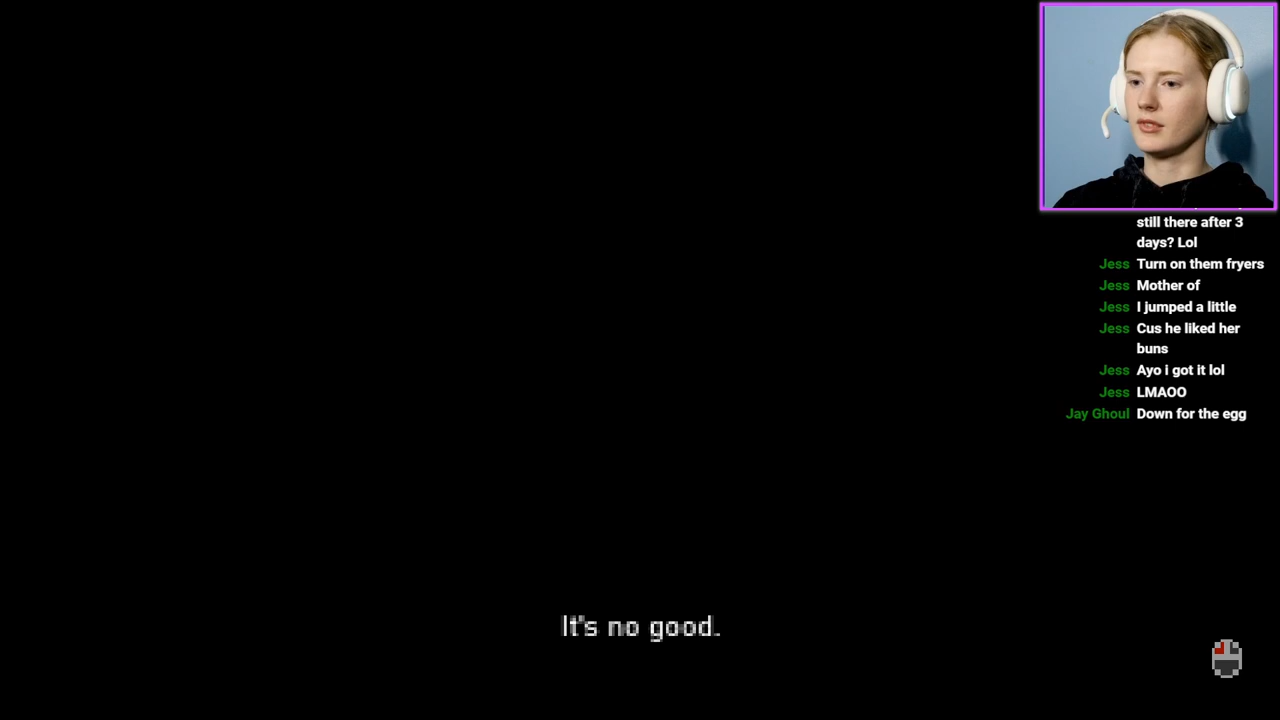 still there after 3
days? Lol
Jess Turn on them fryers
Jess Mother of
Jess I jumped a little
Jess Cus he liked her
buns
Jess Ayo i got it lol
Jess LMAOO
Jay Ghoul Down for the egg
It's no good.